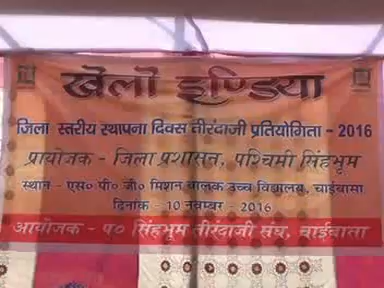 खेलो इण्डिया
जिला स्तरीय स्थापना दिवस तीरंदाजी प्रतियोगिता - 2016
प्रायोजक - जिला प्रशासन, पश्चिमी सिंहभूम
स्थान - एस० पी० जी० मिशन बालक उच्च विद्यालय, चाईबासा
दिनांक - 10 नवम्बर - 2016
आयोजक - प० सिंहभूम तीरंदाजी संघ, चाईबासा